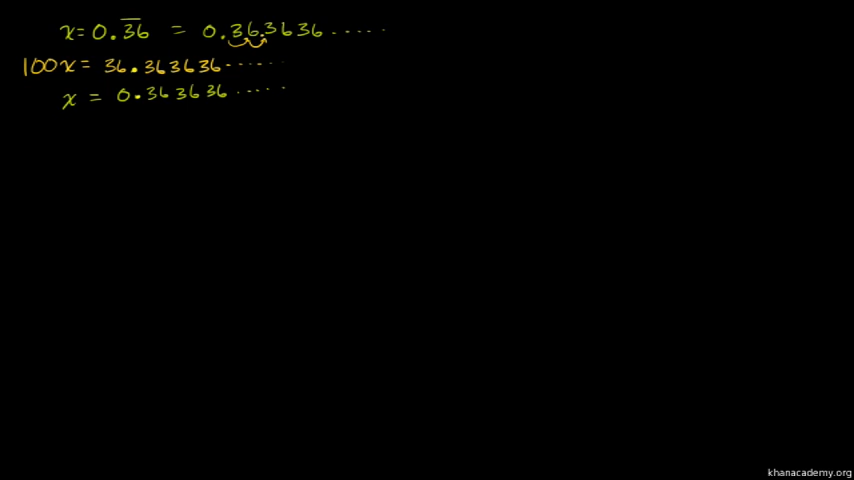 x = 0.3̅6̅ = 0.363636.....
100x = 36.363636......
x = 0.363636.....
khanacademy.org